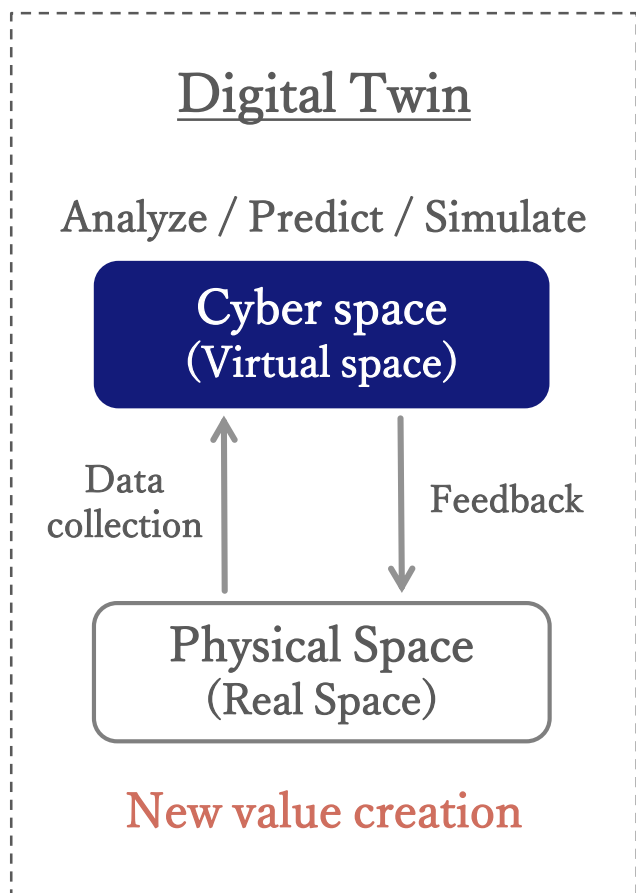 Digital Twin
Analyze / Predict / Simulate
Cyber space
(Virtual space)
Data
collection
Feedback
Physical Space
(Real Space)
New value creation